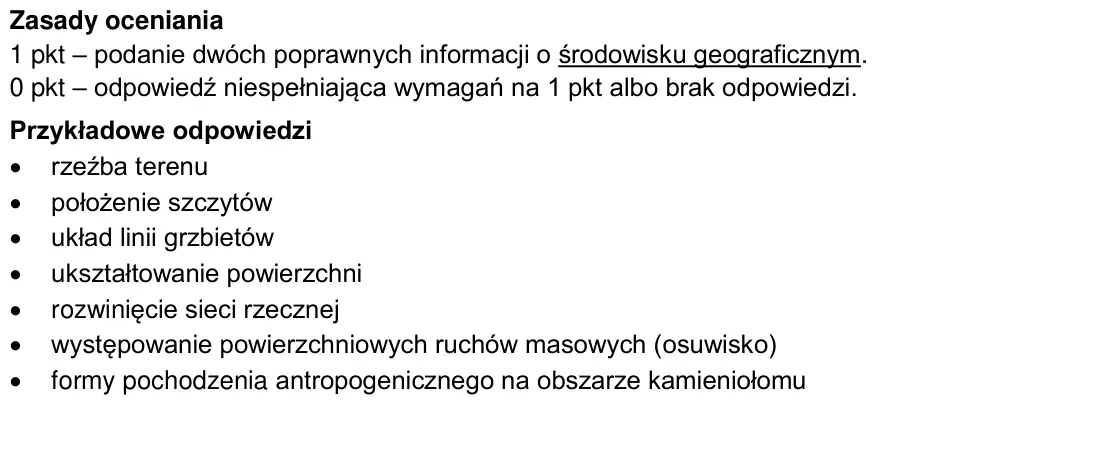 Zasady oceniania
1 pkt – podanie dwóch poprawnych informacji o środowisku geograficznym.
0 pkt – odpowiedź niespełniająca wymagań na 1 pkt albo brak odpowiedzi.
Przykładowe odpowiedzi
• rzeźba terenu
• położenie szczytów
• układ linii grzbietów
• ukształtowanie powierzchni
• rozwinięcie sieci rzecznej
• występowanie powierzchniowych ruchów masowych (osuwisko)
• formy pochodzenia antropogenicznego na obszarze kamieniołomu